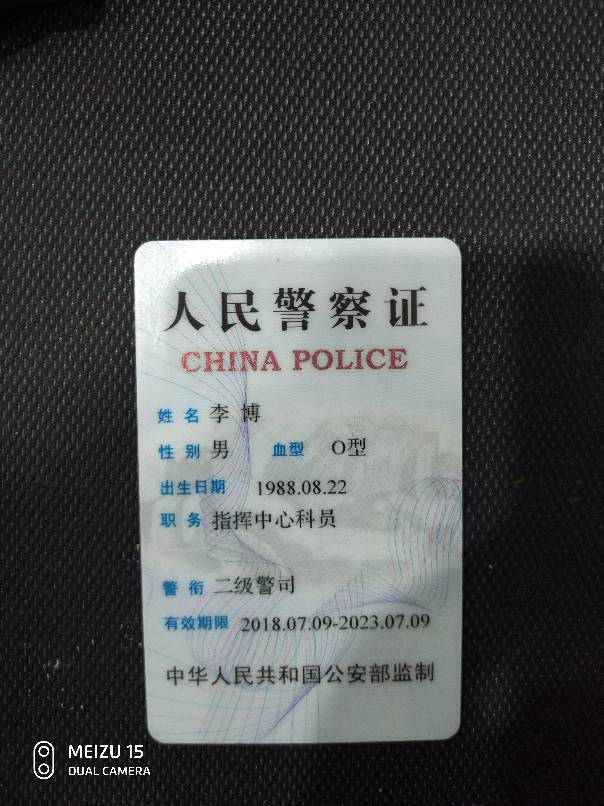 人民警察证
CHINA POLICE
姓名 李博
性别 男 血型 O型
出生日期 1988.08.22
职务 指挥中心科员
警衔 二级警司
有效期限 2018.07.09-2023.07.09
中华人民共和国公安部监制
MEIZU 15
DUAL CAMERA